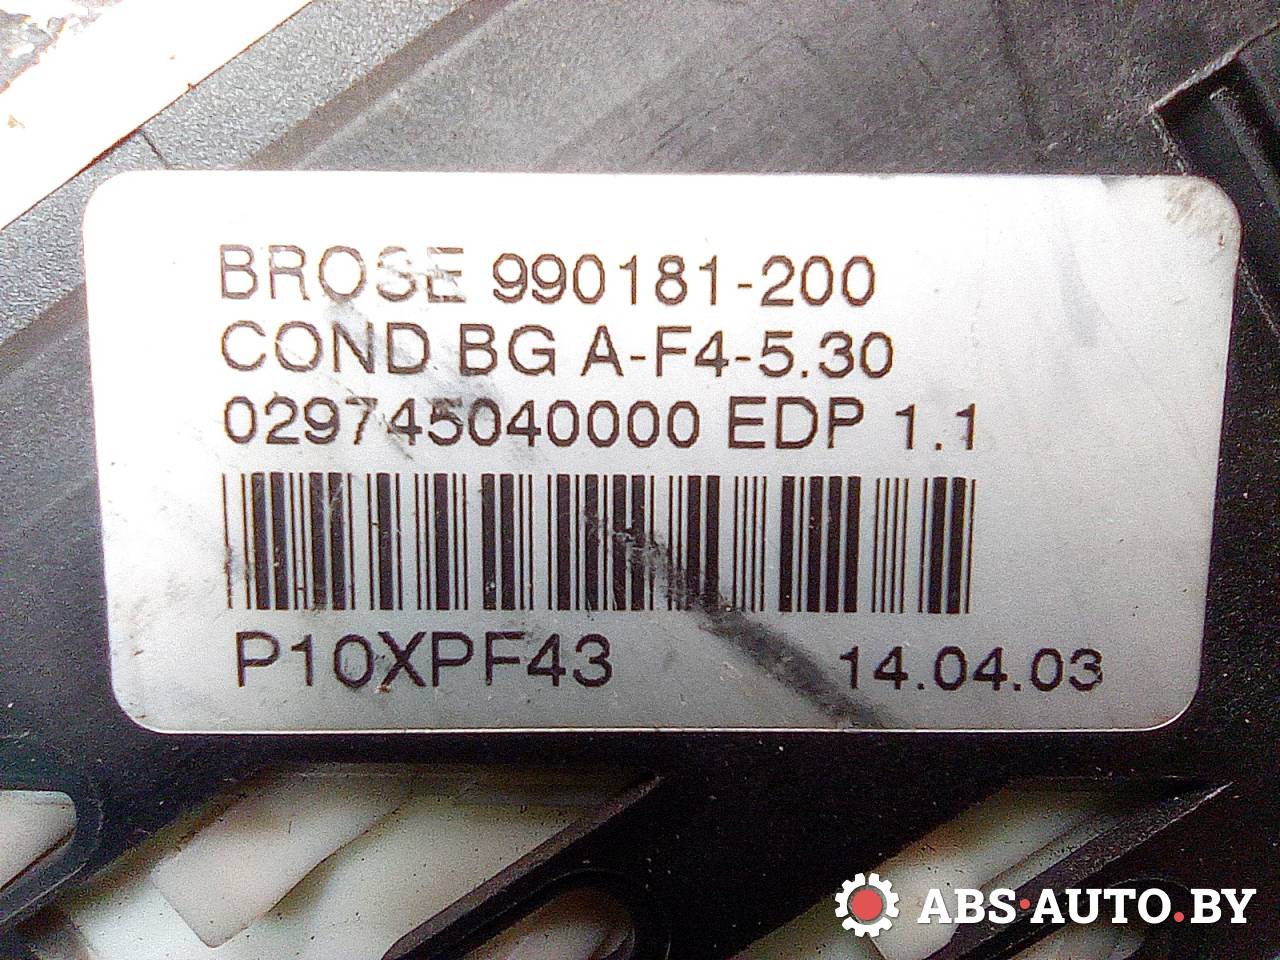 BROSE 990181-200
COND BG A-F4-5.30
029745040000 EDP 1.1
P10XPF43 14.04.03
ABS·AUTO.BY